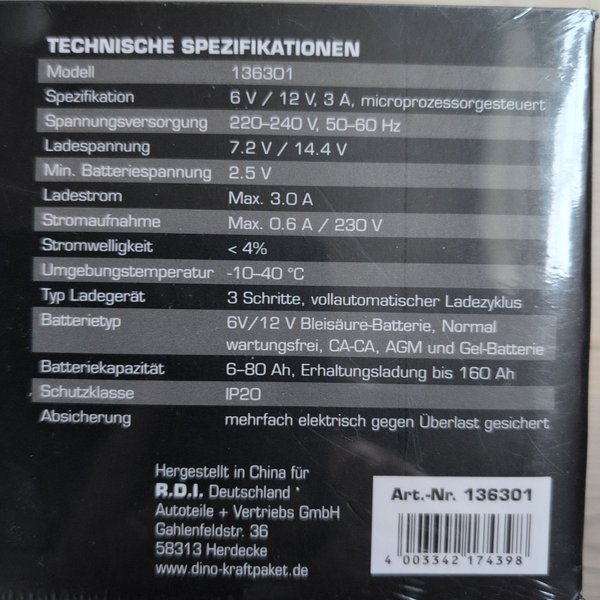 TECHNISCHE SPEZIFIKATIONEN
Modell 136301
Spezifikation 6 V / 12 V, 3 A, microprozessorgesteuert
Spannungsversorgung 220-240 V, 50-60 Hz
Ladespannung 7.2 V / 14.4 V
Min. Batteriespannung 2.5 V
Ladestrom Max. 3.0 A
Stromaufnahme Max. 0.6 A / 230 V
Stromwelligkeit < 4%
Umgebungstemperatur -10-40 °C
Typ Ladegerät 3 Schritte, vollautomatischer Ladezyklus
Batterietyp 6V/12 V Bleisäure-Batterie, Normal
wartungsfrei, CA-CA, AGM und Gel-Batterie
Batteriekapazität 6-80 Ah, Erhaltungsladung bis 160 Ah
Schutzklasse IP20
Absicherung mehrfach elektrisch gegen Überlast gesichert
Hergestellt in China für
R.D.I. Deutschland
Autoteile + Vertriebs GmbH
Gahlenfeldstr. 36
58313 Herdecke
www.dino-kraftpaket.de
Art.-Nr. 136301
4 003342 174398